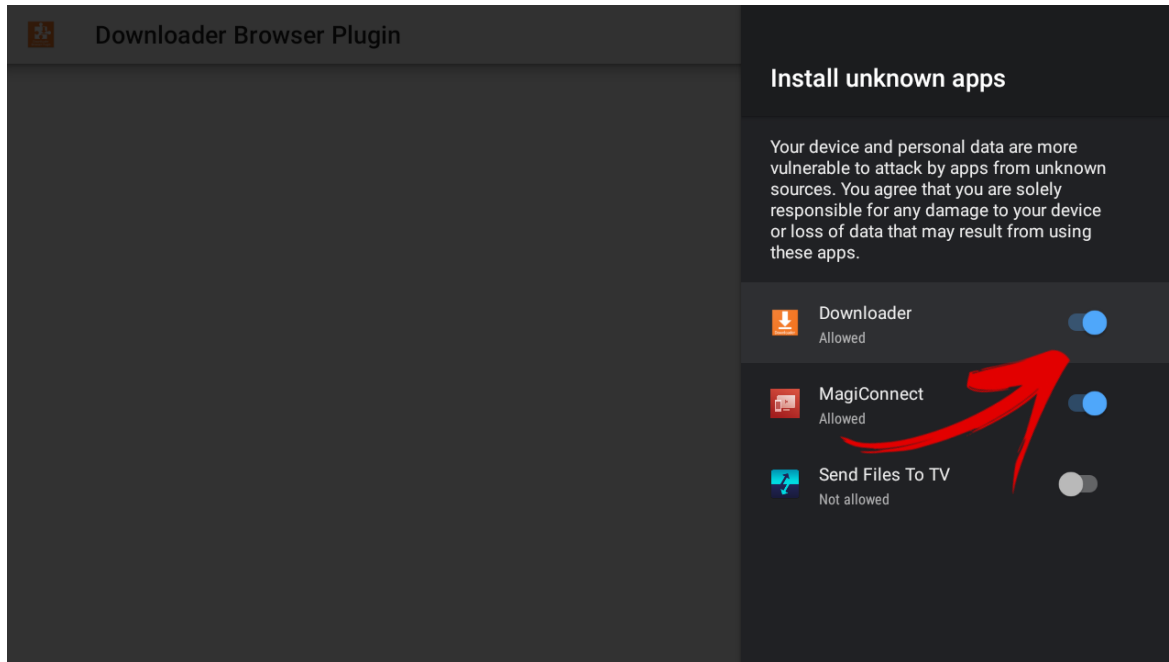 Downloader Browser Plugin
Install unknown apps
Your device and personal data are more
vulnerable to attack by apps from unknown
sources. You agree that you are solely
responsible for any damage to your device
or loss of data that may result from using
these apps.
Downloader
Allowed
MagiConnect
Allowed
Send Files To TV
Not allowed